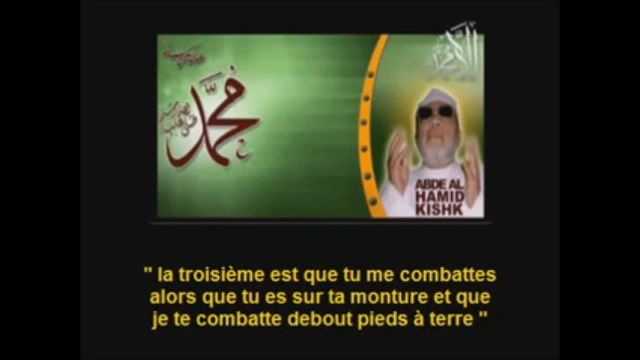 محمد
ABDE AL
HAMID
KISHK
" la troisième est que tu me combattes
alors que tu es sur ta monture et que
je te combatte debout pieds à terre "